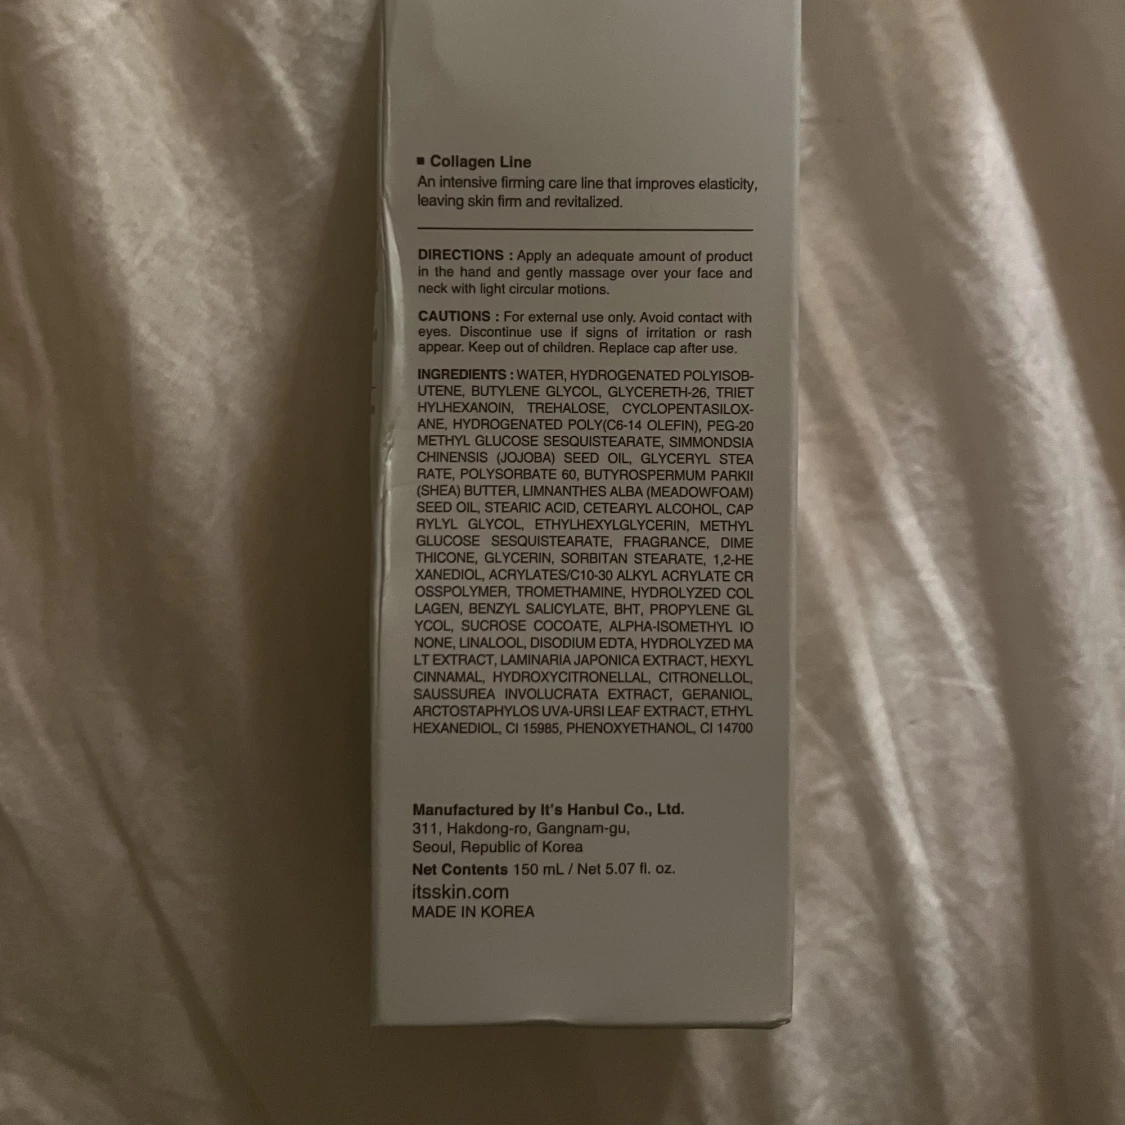 ■ Collagen Line
An intensive firming care line that improves elasticity,
leaving skin firm and revitalized.
DIRECTIONS : Apply an adequate amount of product
in the hand and gently massage over your face and
neck with light circular motions.
CAUTIONS : For external use only. Avoid contact with
eyes. Discontinue use if signs of irritation or rash
appear. Keep out of children. Replace cap after use.
INGREDIENTS : WATER, HYDROGENATED POLYISOB-
UTENE, BUTYLENE GLYCOL, GLYCERETH-26, TRIET
HYLHEXANOIN, TREHALOSE, CYCLOPENTASILOX-
ANE, HYDROGENATED POLY(C6-14 OLEFIN), PEG-20
METHYL GLUCOSE SESQUISTEARATE, SIMMONDSIA
CHINENSIS (JOJOBA) SEED OIL, GLYCERYL STEA
RATE, POLYSORBATE 60, BUTYROSPERMUM PARKII
(SHEA) BUTTER, LIMNANTHES ALBA (MEADOWFOAM)
SEED OIL, STEARIC ACID, CETEARYL ALCOHOL, CAP
RYLYL GLYCOL, ETHYLHEXYLGLYCERIN, METHYL
GLUCOSE SESQUISTEARATE, FRAGRANCE, DIME
THICONE, GLYCERIN, SORBITAN STEARATE, 1,2-HE
XANEDIOL, ACRYLATES/C10-30 ALKYL ACRYLATE CR
OSSPOLYMER, TROMETHAMINE, HYDROLYZED COL
LAGEN, BENZYL SALICYLATE, BHT, PROPYLENE GL
YCOL, SUCROSE COCOATE, ALPHA-ISOMETHYL IO
NONE, LINALOOL, DISODIUM EDTA, HYDROLYZED MA
LT EXTRACT, LAMINARIA JAPONICA EXTRACT, HEXYL
CINNAMAL, HYDROXYCITRONELLAL, CITRONELLOL,
SAUSSUREA INVOLUCRATA EXTRACT, GERANIOL,
ARCTOSTAPHYLOS UVA-URSI LEAF EXTRACT, ETHYL
HEXANEDIOL, CI 15985, PHENOXYETHANOL, CI 14700
Manufactured by It's Hanbul Co., Ltd.
311, Hakdong-ro, Gangnam-gu,
Seoul, Republic of Korea
Net Contents 150 mL / Net 5.07 fl. oz.
itsskin.com
MADE IN KOREA